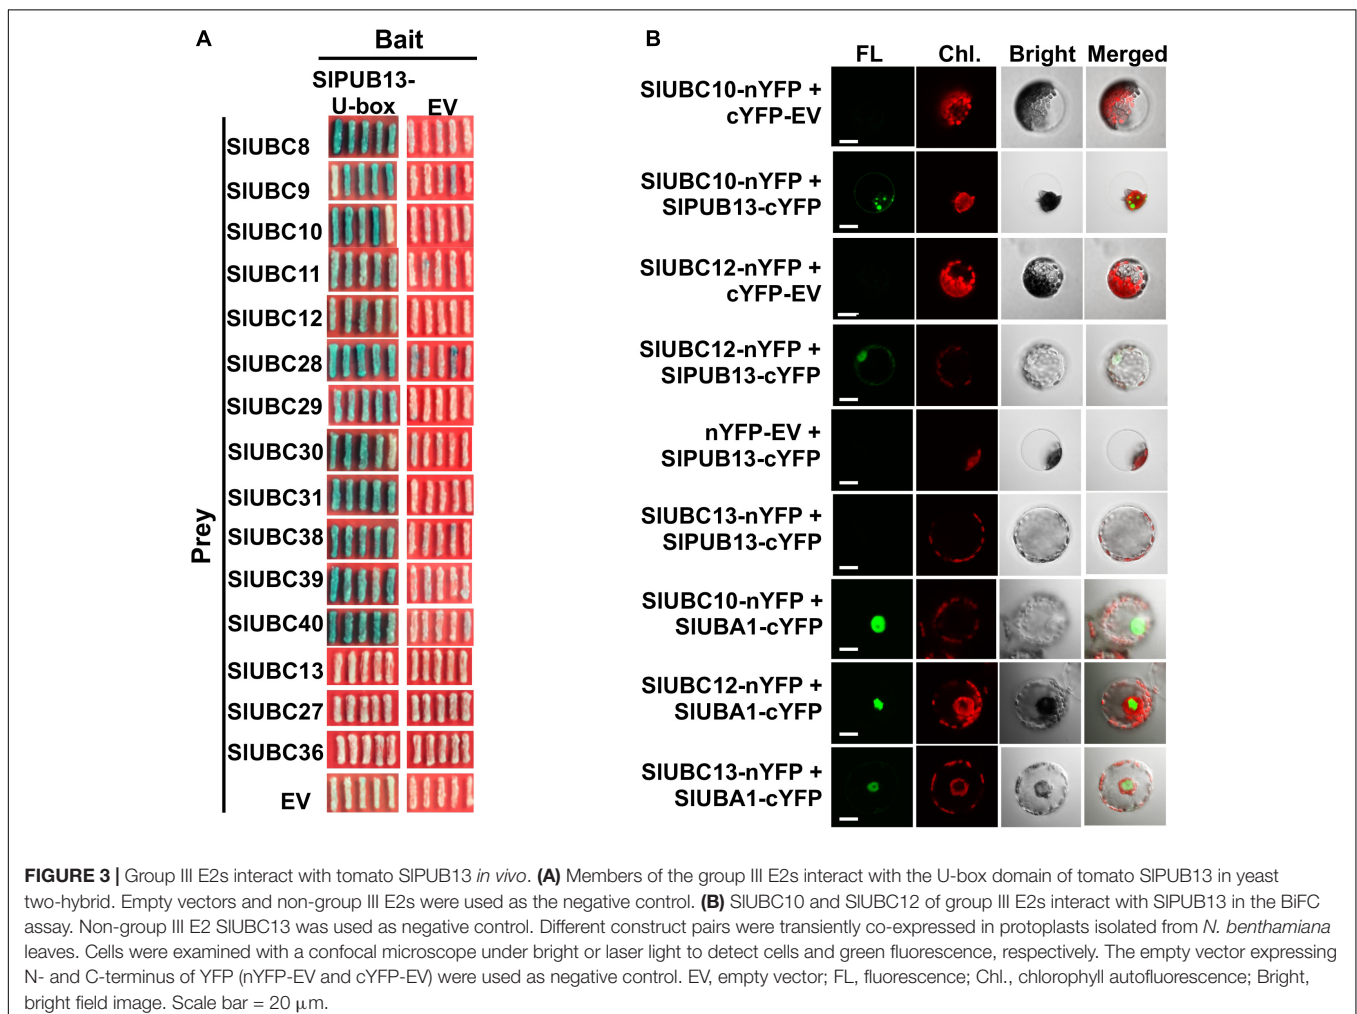 A
Bait
SlPUB13-
U-box
EV
Prey
SlUBC8
SlUBC9
SlUBC10
SlUBC11
SlUBC12
SlUBC28
SlUBC29
SlUBC30
SlUBC31
SlUBC38
SlUBC39
SlUBC40
SlUBC13
SlUBC27
SlUBC36
EV
B
FL Chl. Bright Merged
SlUBC10-nYFP +
cYFP-EV
SlUBC10-nYFP +
SlPUB13-cYFP
SlUBC12-nYFP +
cYFP-EV
SlUBC12-nYFP +
SlPUB13-cYFP
nYFP-EV +
SlPUB13-cYFP
SlUBC13-nYFP +
SlPUB13-cYFP
SlUBC10-nYFP +
SlUBA1-cYFP
SlUBC12-nYFP +
SlUBA1-cYFP
SlUBC13-nYFP +
SlUBA1-cYFP
FIGURE 3 | Group III E2s interact with tomato SlPUB13 in vivo. (A) Members of the group III E2s interact with the U-box domain of tomato SlPUB13 in yeast
two-hybrid. Empty vectors and non-group III E2s were used as the negative control. (B) SlUBC10 and SlUBC12 of group III E2s interact with SlPUB13 in the BiFC
assay. Non-group III E2 SlUBC13 was used as negative control. Different construct pairs were transiently co-expressed in protoplasts isolated from N. benthamiana
leaves. Cells were examined with a confocal microscope under bright or laser light to detect cells and green fluorescence, respectively. The empty vector expressing
N- and C-terminus of YFP (nYFP-EV and cYFP-EV) were used as negative control. EV, empty vector; FL, fluorescence; Chl., chlorophyll autofluorescence; Bright,
bright field image. Scale bar = 20 μm.